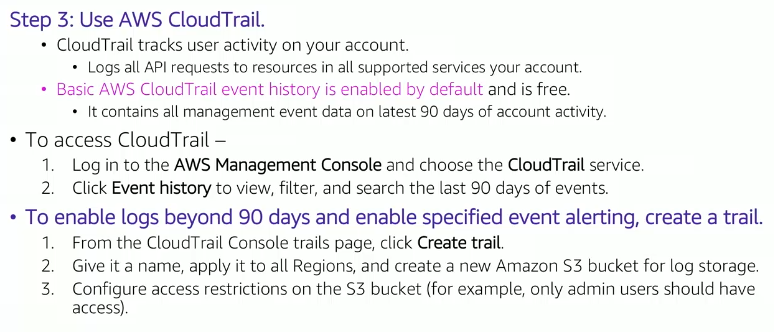 Step 3: Use AWS CloudTrail.
• CloudTrail tracks user activity on your account.
• Logs all API requests to resources in all supported services your account.
• Basic AWS CloudTrail event history is enabled by default and is free.
• It contains all management event data on latest 90 days of account activity.
• To access CloudTrail –
1. Log in to the AWS Management Console and choose the CloudTrail service.
2. Click Event history to view, filter, and search the last 90 days of events.
• To enable logs beyond 90 days and enable specified event alerting, create a trail.
1. From the CloudTrail Console trails page, click Create trail.
2. Give it a name, apply it to all Regions, and create a new Amazon S3 bucket for log storage.
3. Configure access restrictions on the S3 bucket (for example, only admin users should have
access).